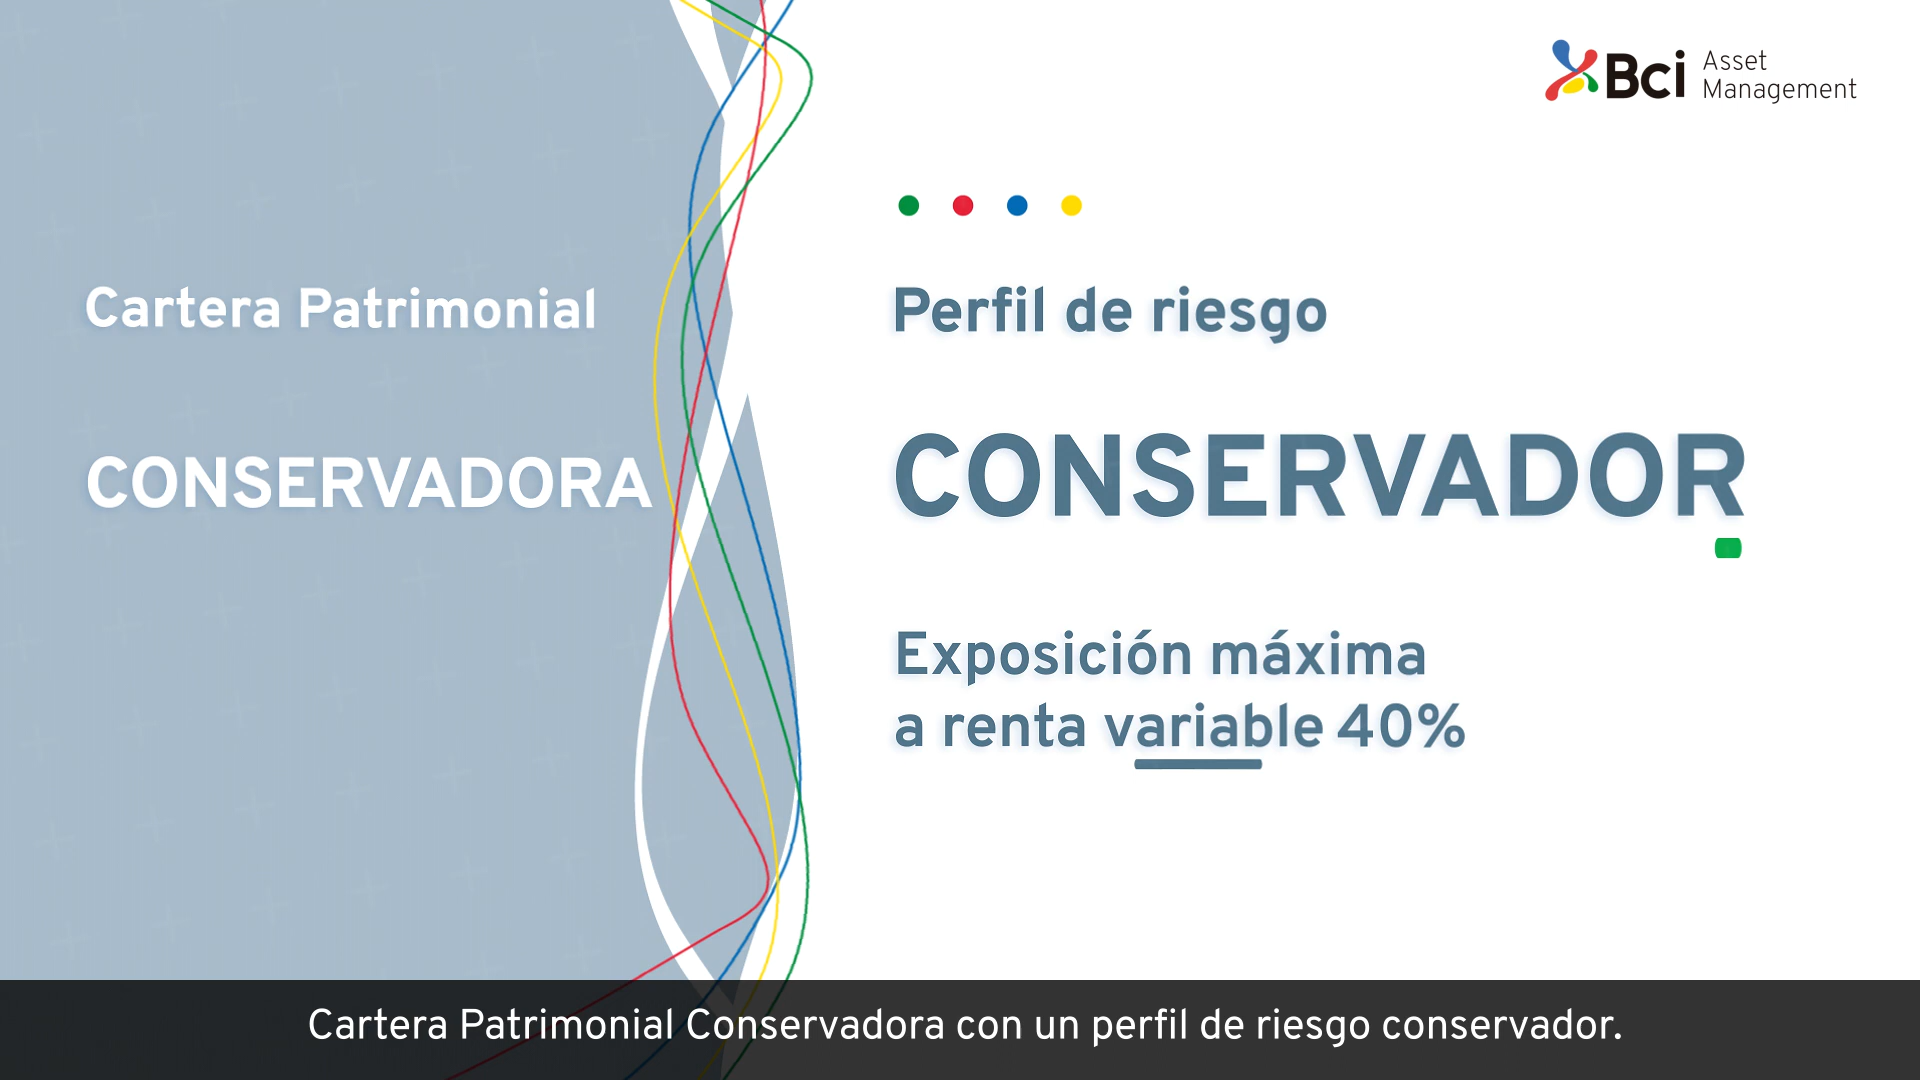 Bci Asset
Management
Cartera Patrimonial
CONSERVADORA
Perfil de riesgo
CONSERVADOR
Exposición máxima
a renta variable 40%
Cartera Patrimonial Conservadora con un perfil de riesgo conservador.